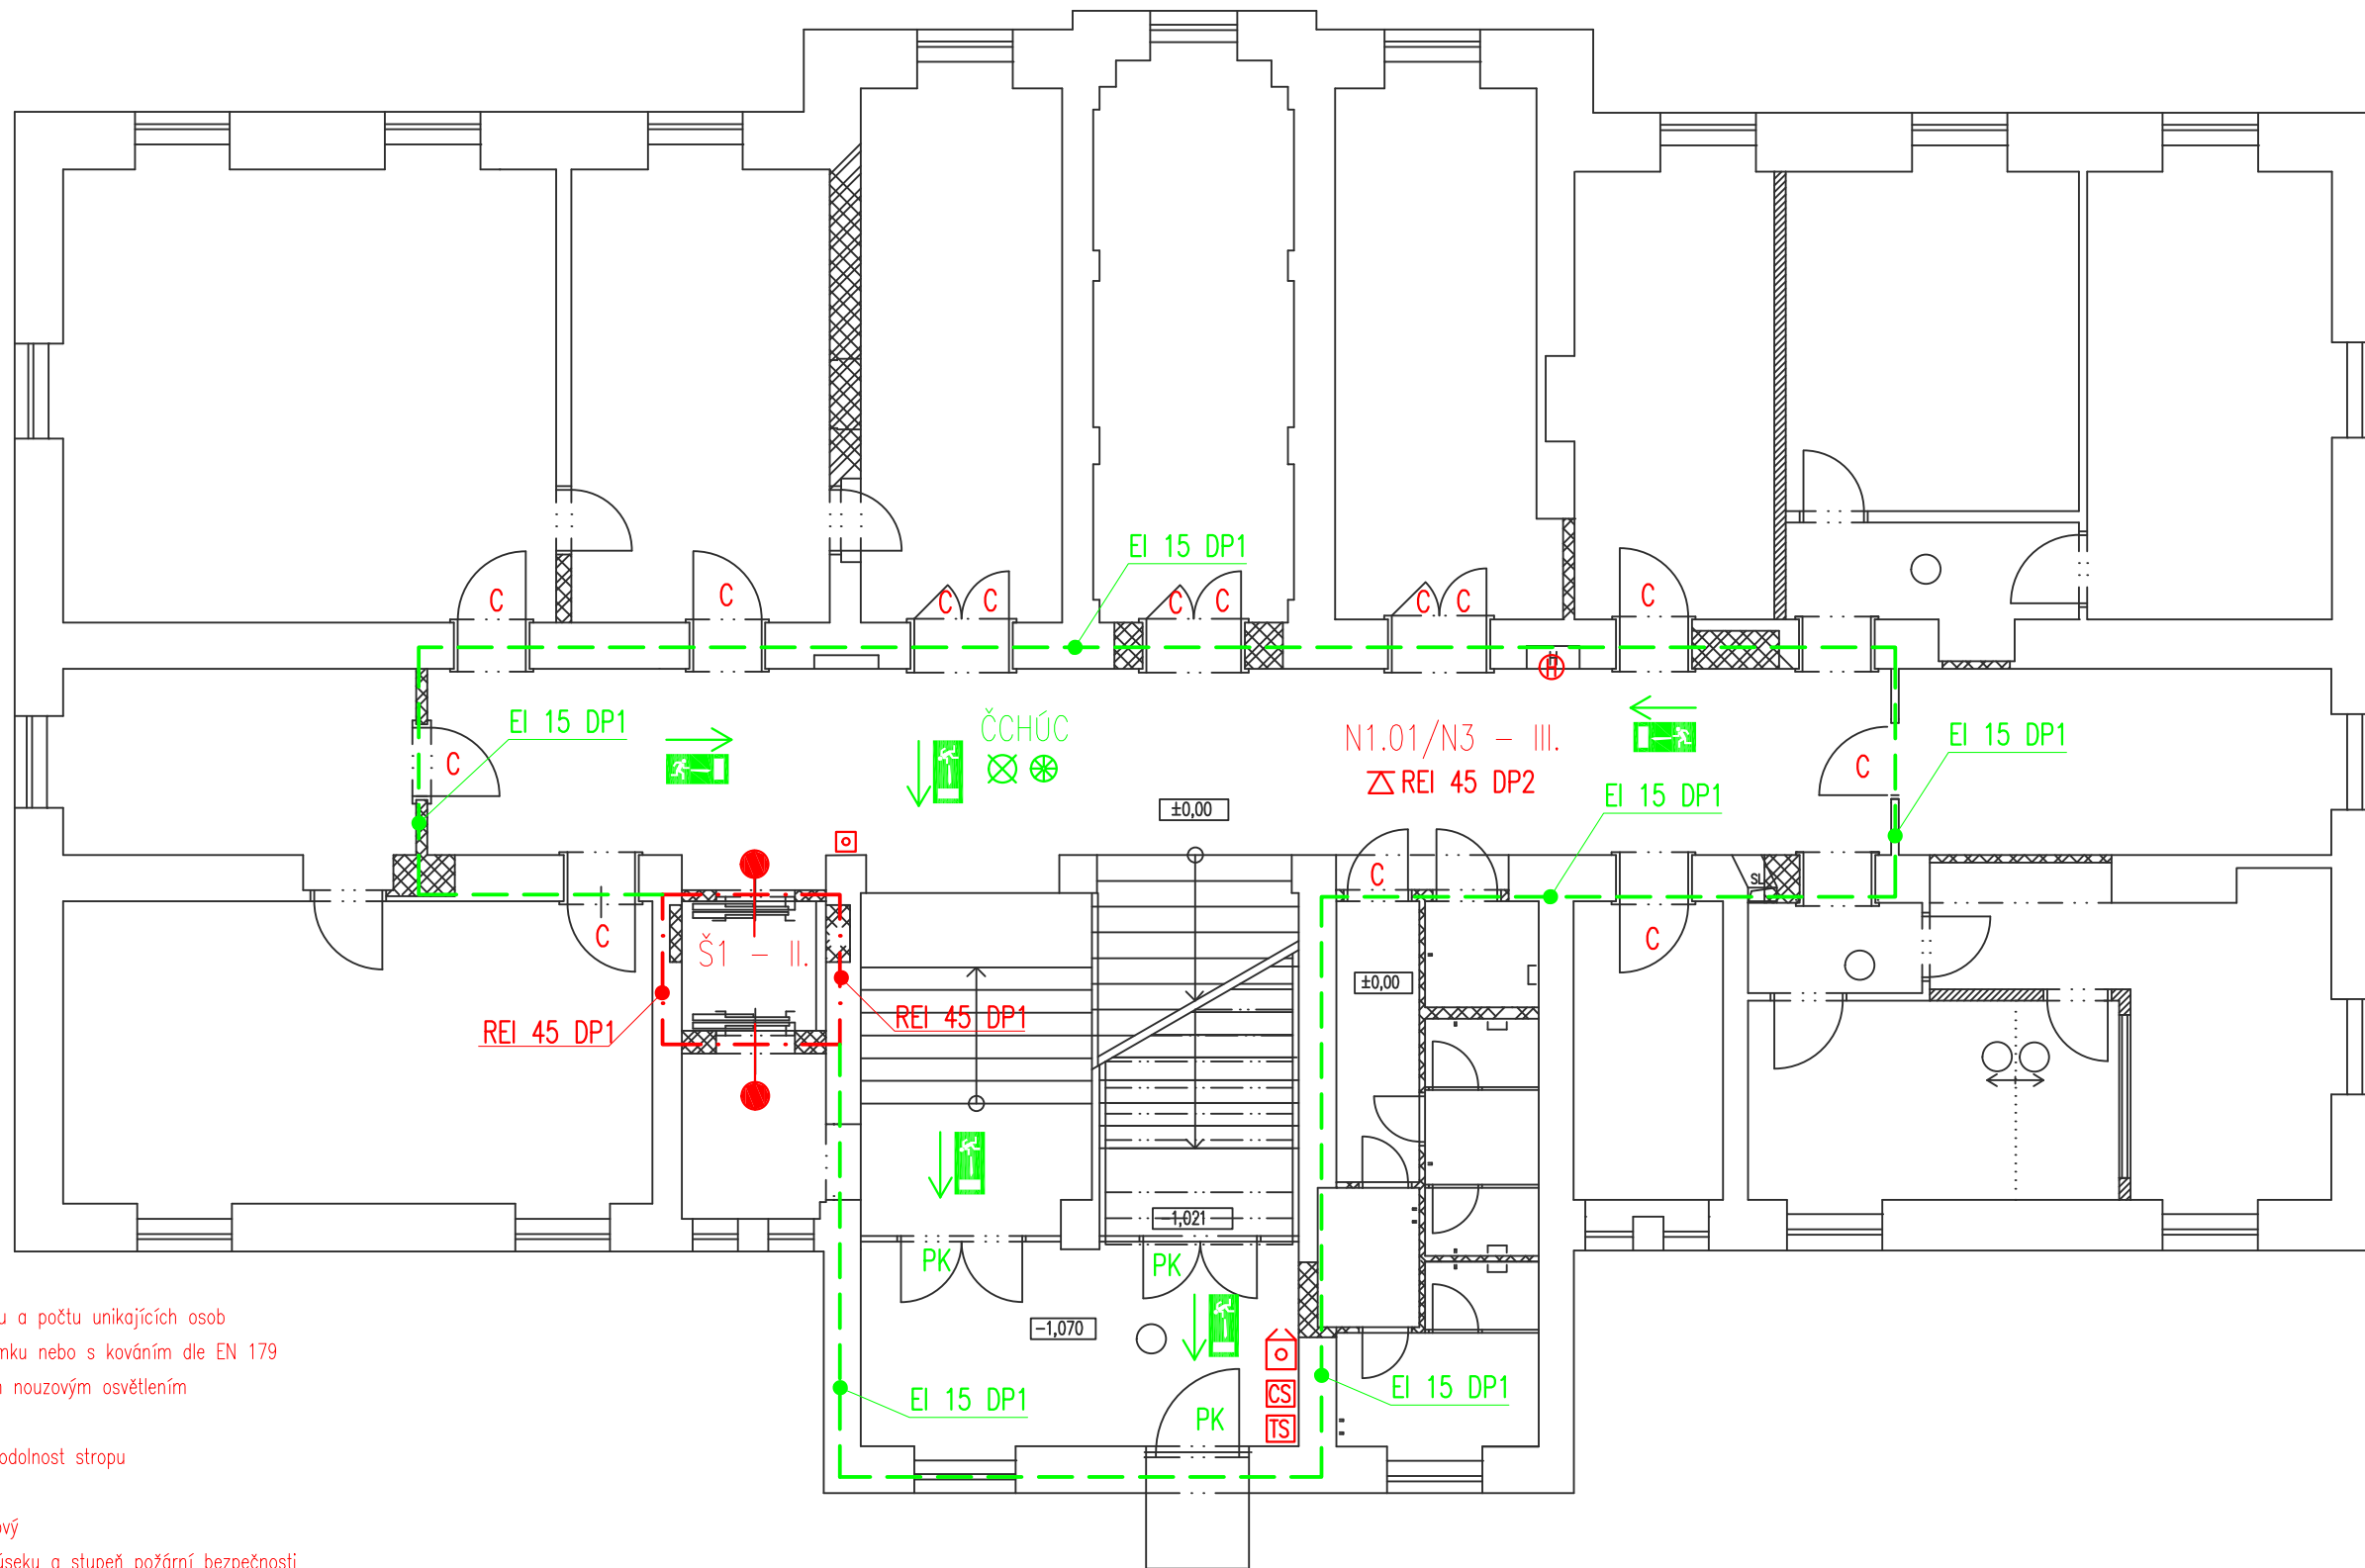 EI 15 DP1
C
C
C C
C C
C C
C
H
EI 15 DP1
ČCHÚC
N1.01/N3 - III.
REI 45 DP2
EI 15 DP1
EI 15 DP1
C
C
±0,00
C
SL
C
C
Š1 - II.
±0,00
REI 45 DP1
REI 45 DP1
-1,021
PK
PK
-1,070
EI 15 DP1
PK
CS
TS
EI 15 DP1
u a počtu unikajících osob
mku nebo s kováním dle EN 179
nouzovým osvětlením
odolnost stropu
ový
úseku a stupeň požární bezpečnosti